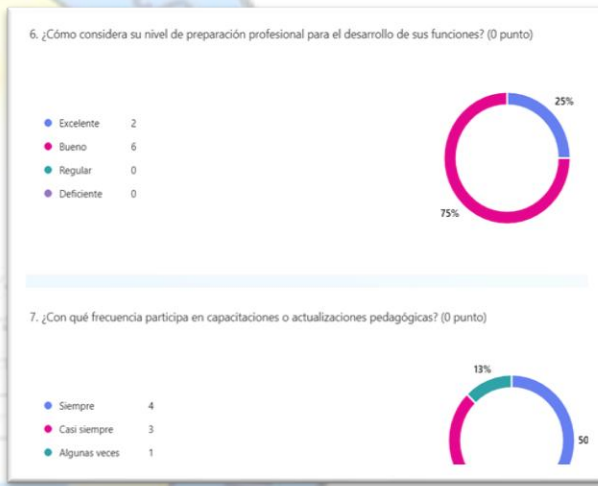 6. ¿Cómo considera su nivel de preparación profesional para el desarrollo de sus funciones? (0 punto)
25%
Excelente 2
Bueno 6
Regular 0
Deficiente 0
75%
7. ¿Con qué frecuencia participa en capacitaciones o actualizaciones pedagógicas? (0 punto)
13%
Siempre 4
Casi siempre 3
50
Algunas veces 1